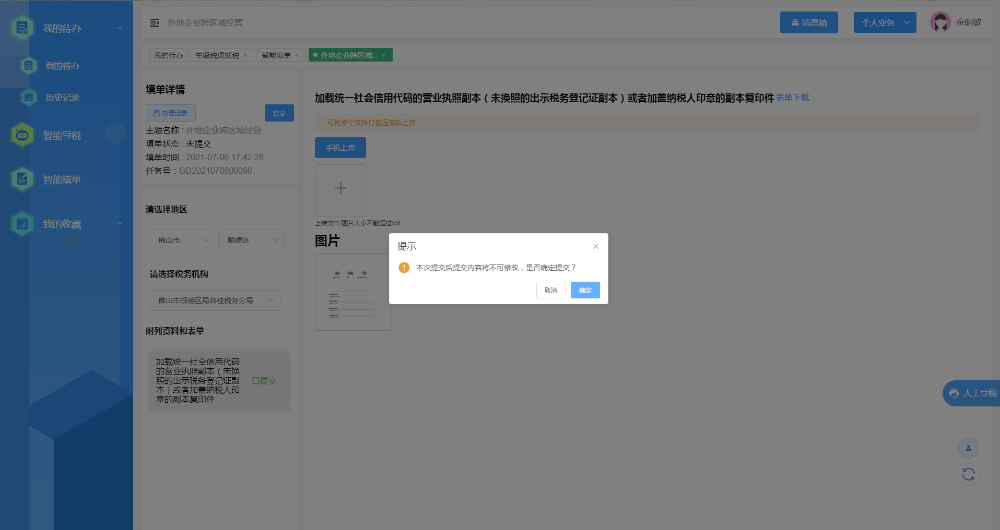 我的待办
我的待办
历史记录
智能导税
智能填单
我的收藏
外地企业跨区域经营
消息箱
个人业务
余明敏
我的待办
车船税退抵税 ×
智能填单 ×
外地企业跨区域... ×
填单详情
办理记录
提交
主题名称 : 外地企业跨区域经营
填单状态 : 未提交
填单时间 : 2021-07-06 17:42:28
任务号 : GD2021070600098
请选择地区
佛山市
顺德区
请选择税务机构
佛山市顺德区局容桂税务分局
附列资料和表单
加载统一社会信用代码
的营业执照副本（未换
照的出示税务登记证副
本）或者加盖纳税人印
章的副本复印件
已提交
加载统一社会信用代码的营业执照副本（未换照的出示税务登记证副本）或者加盖纳税人印章的副本复印件 表单下载
可将多个文件打包压缩后上传
手机上传
上传文件/图片大小不能超过5M
图片
合 同 书
提示
本次提交后提交内容将不可修改，是否确定提交？
取消
确定
人工导税